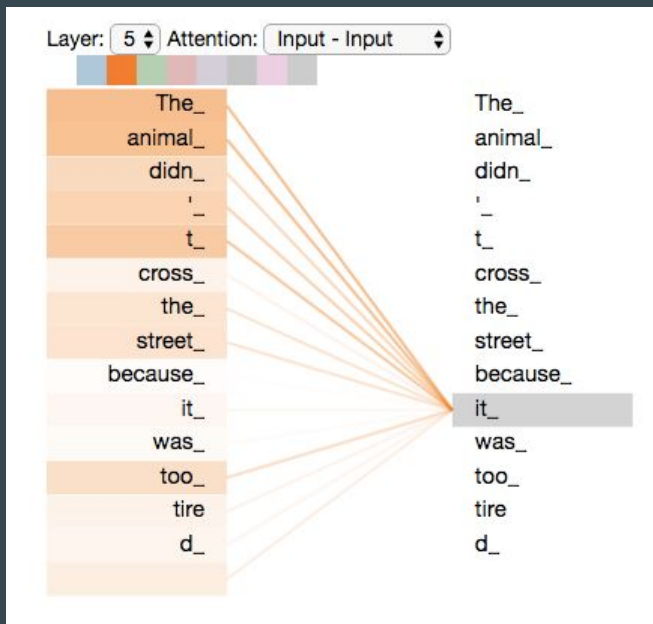 Layer: 5 Attention: Input - Input
The_ The_
animal_ animal_
didn_ didn_
'_ '_
t_ t_
cross_ cross_
the_ the_
street_ street_
because_ because_
it_ it_
was_ was_
too_ too_
tire tire
d_ d_